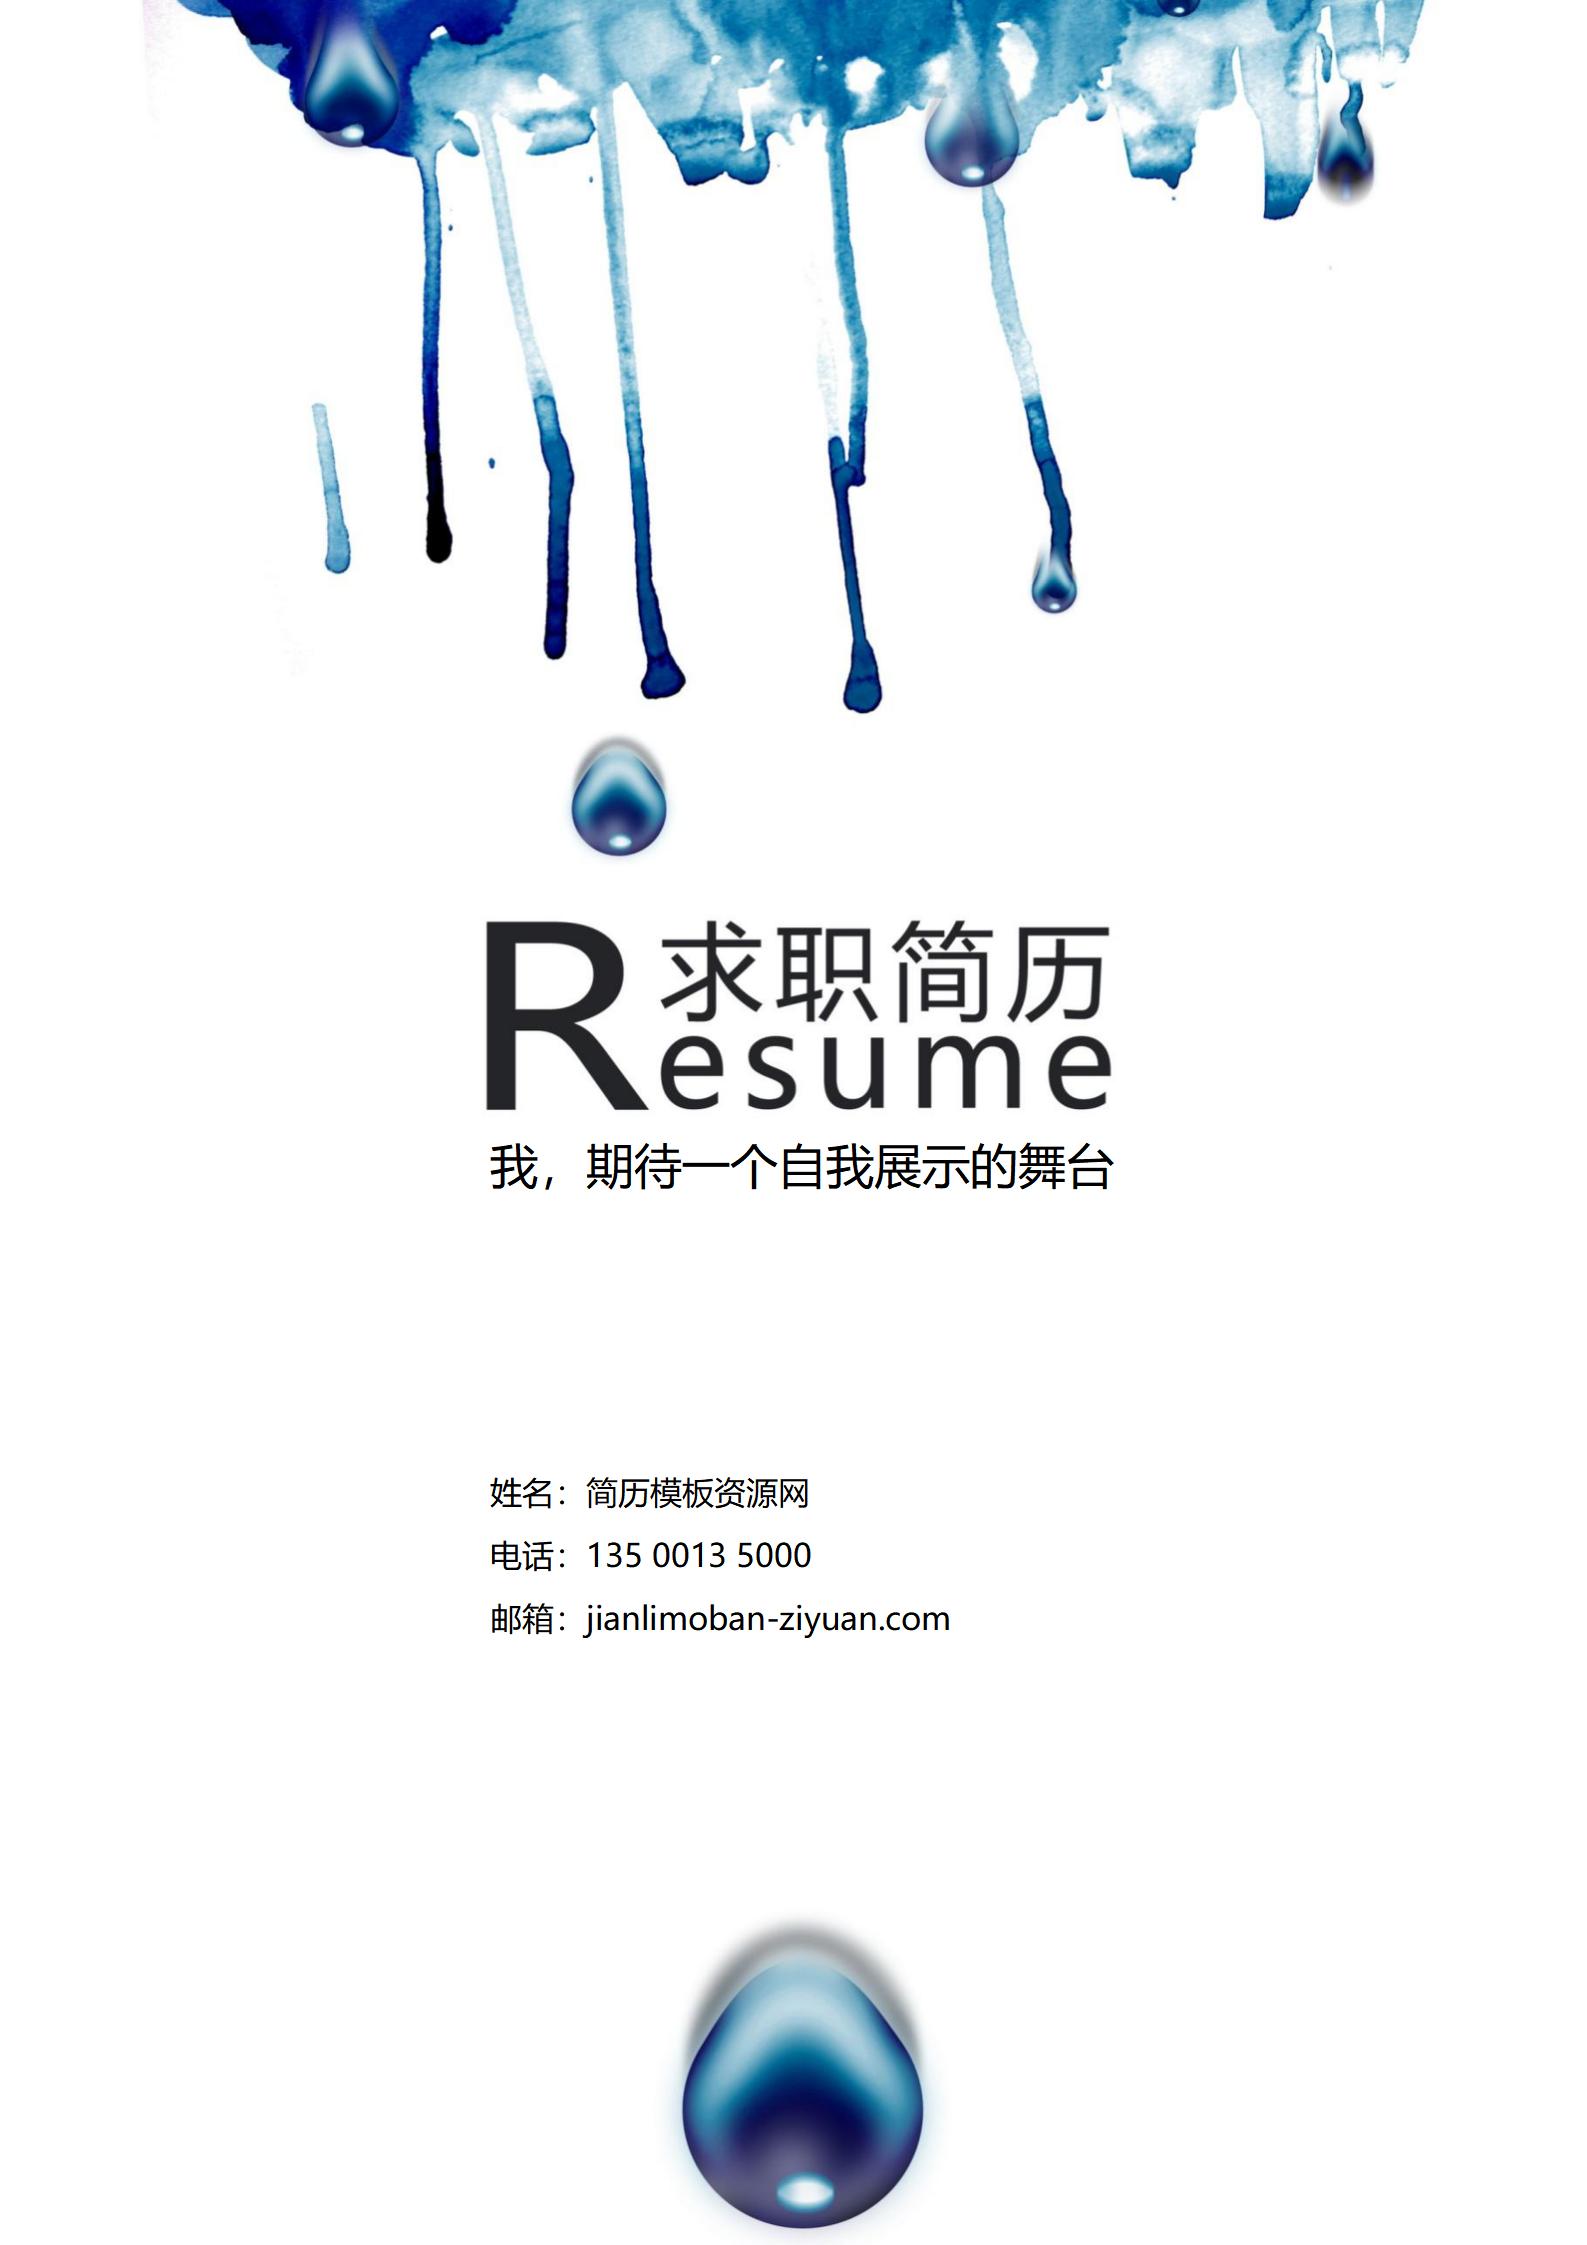 求职简历
Resume
我，期待一个自我展示的舞台
姓名：简历模板资源网
电话：135 0013 5000
邮箱：jianlimoban-ziyuan.com